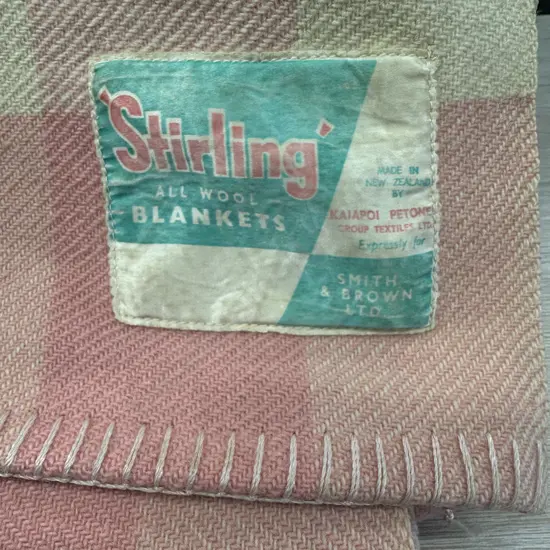 'Stirling'
ALL WOOL
BLANKETS
MADE IN
NEW ZEALAND
BY
KAIAPOI PETONE
GROUP TEXTILES LTD
Expressly for
SMITH
& BROWN
LTD.